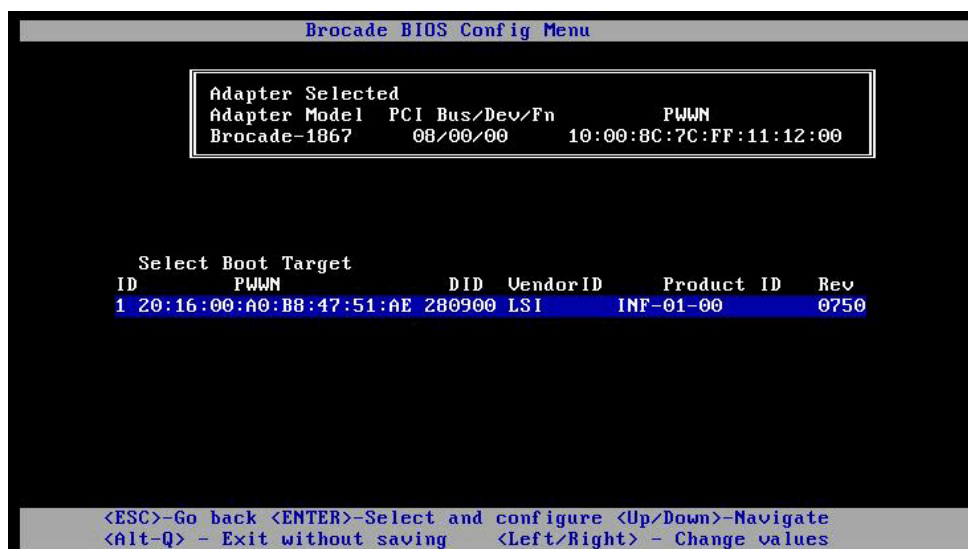 Brocade BIOS Config Menu
Adapter Selected
Adapter Model PCI Bus/Dev/Fn PWWN
Brocade-1867 08/00/00 10:00:8C:7C:FF:11:12:00
Select Boot Target
ID PWWN DID VendorID Product ID Rev
1 20:16:00:A0:B8:47:51:AE 280900 LSI INF-01-00 0750
<ESC>-Go back <ENTER>-Select and configure <Up/Down>-Navigate
<Alt-Q> - Exit without saving <Left/Right> - Change values